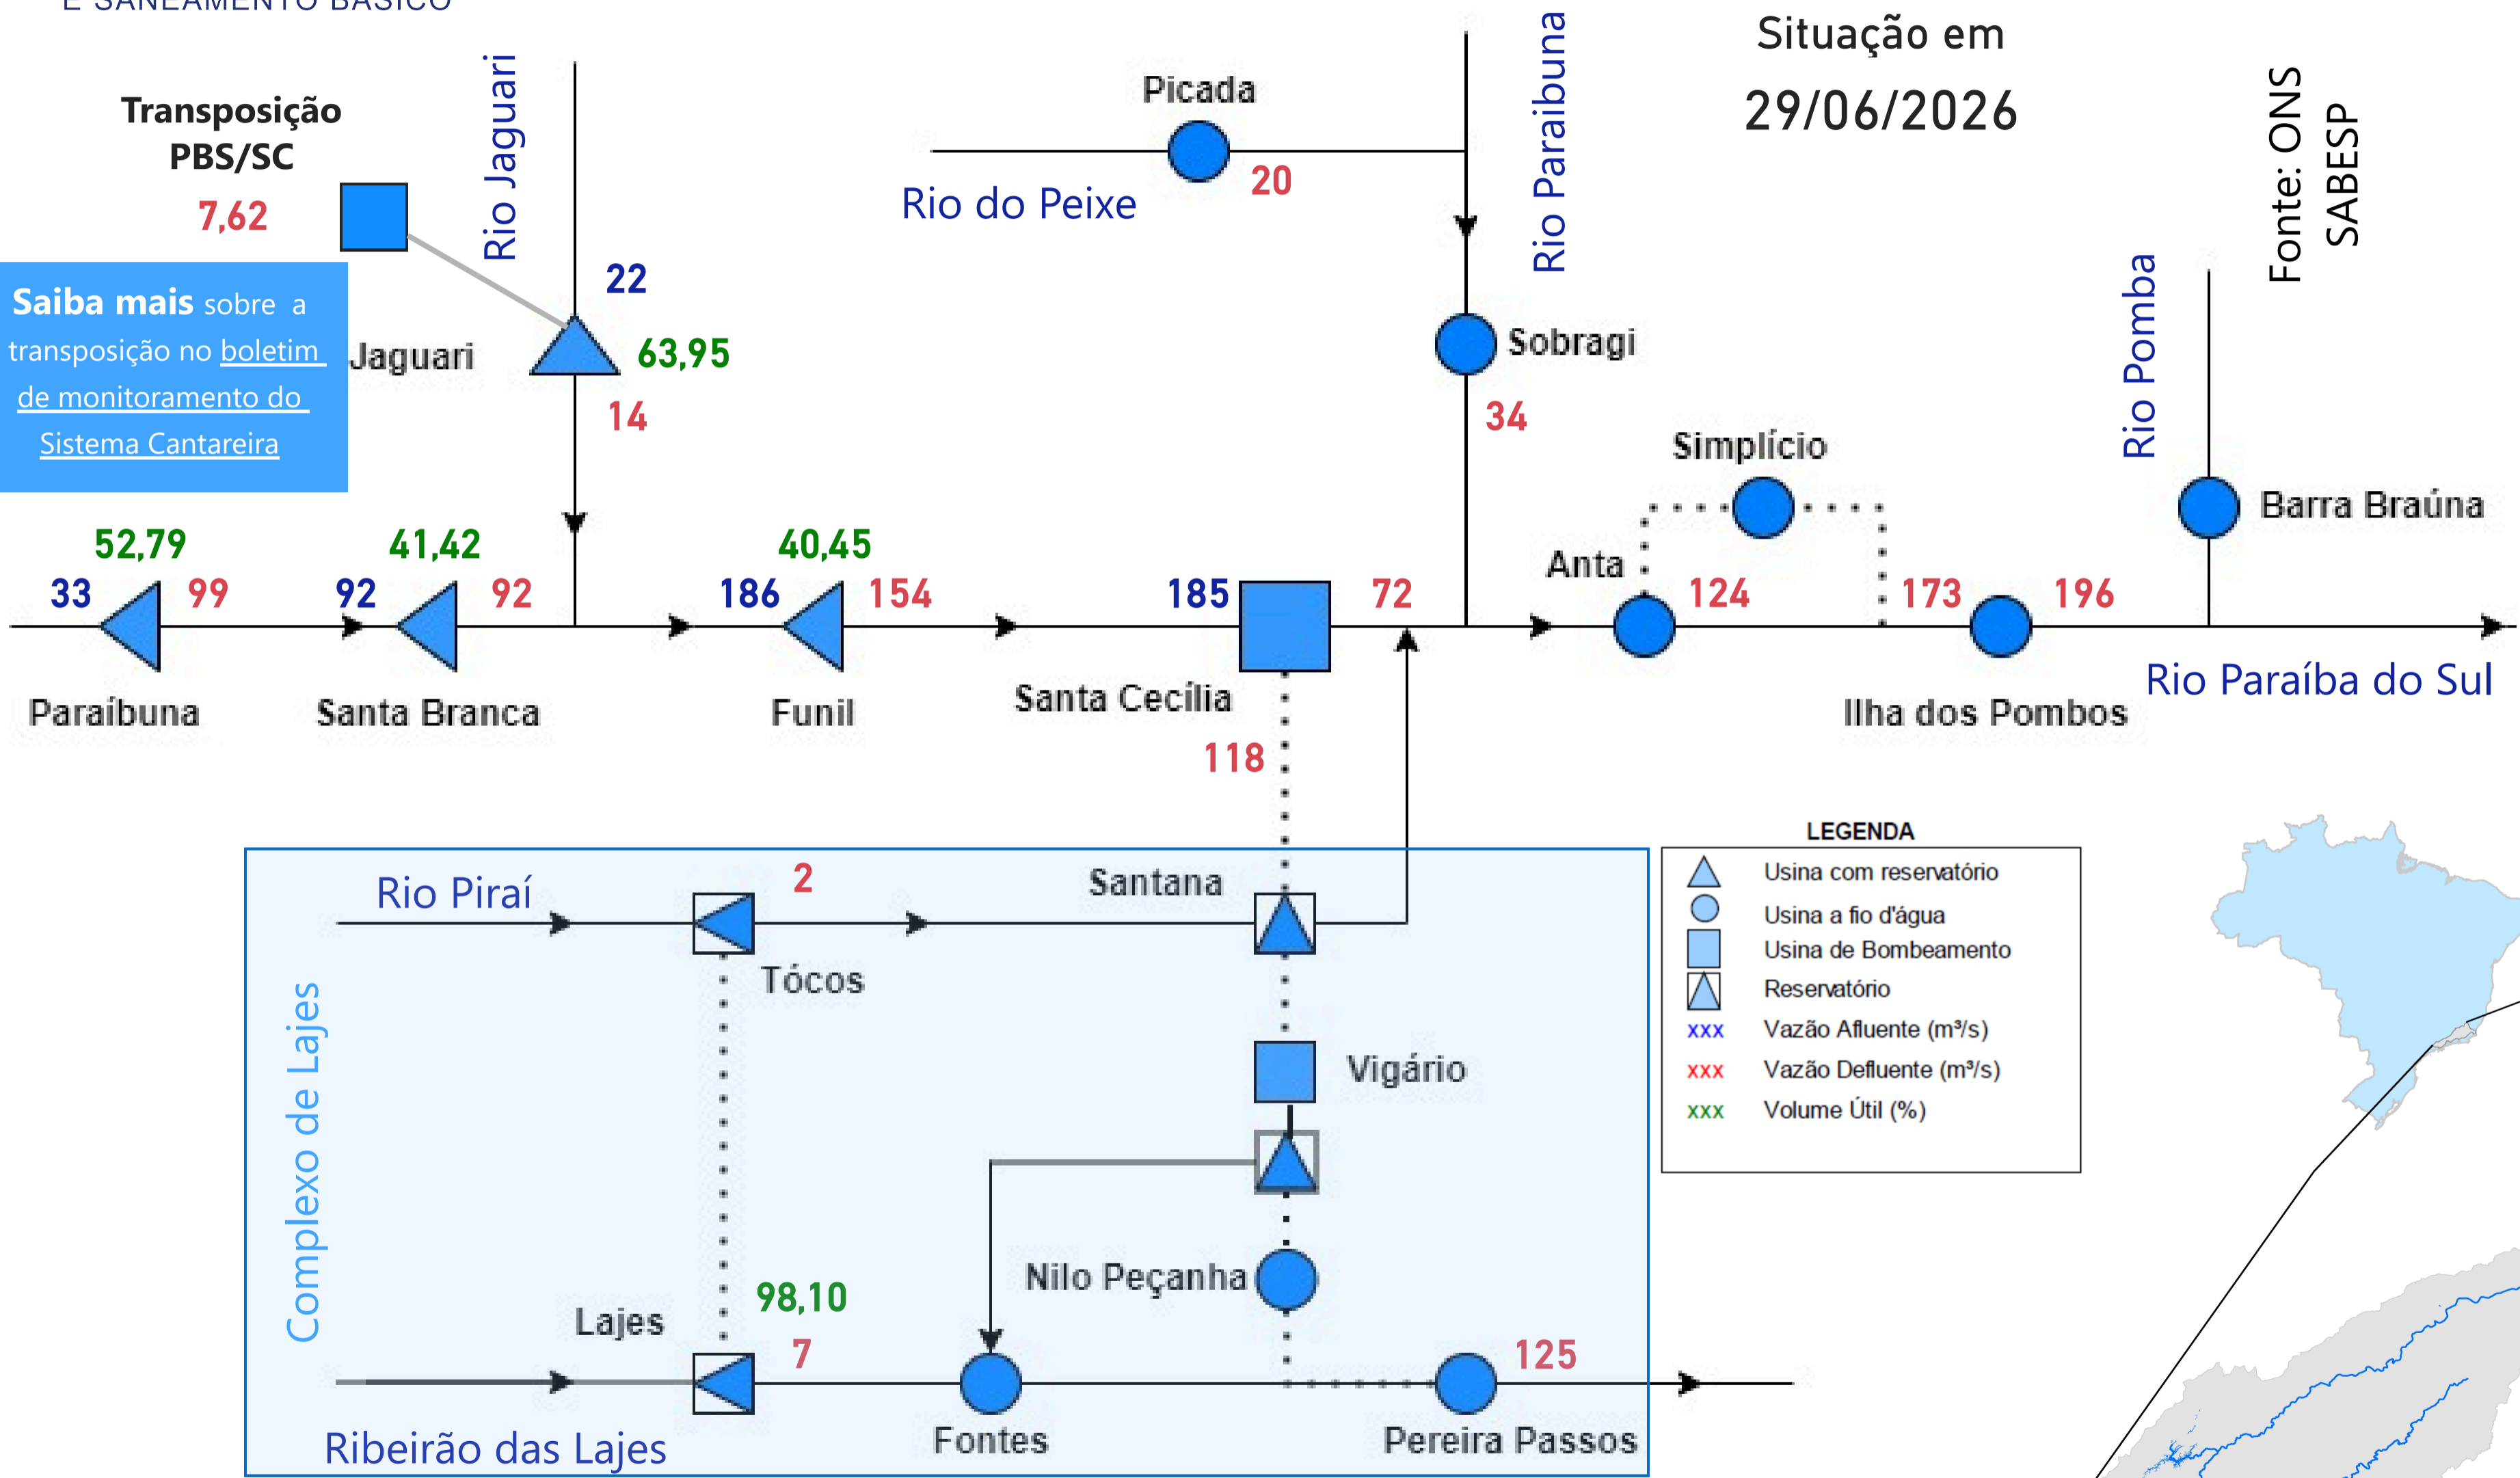 E SANEAMENTO BÁSICO
Situação em
29/06/2026
Fonte: ONS
SABESP
Transposição
PBS/SC
7,62
Rio Jaguari
Picada
20
Rio do Peixe
Rio Paraibuna
Saiba mais sobre a
transposição no boletim
de monitoramento do
Sistema Cantareira
22
Jaguari
63,95
14
Sobragi
34
Rio Pomba
Simplício
Barra Braúna
52,79
41,42
40,45
Anta
33
99
92
92
186
154
185
72
124
173
196
Paraíbuna
Santa Branca
Funil
Santa Cecília
Ilha dos Pombos
Rio Paraíba do Sul
118
Complexo de Lajes
Rio Piraí
2
Santana
Tócos
Vigário
Nilo Peçanha
98,10
Lajes
7
125
Fontes
Pereira Passos
Ribeirão das Lajes
LEGENDA
Usina com reservatório
Usina a fio d'água
Usina de Bombeamento
Reservatório
xxx Vazão Afluente (m³/s)
xxx Vazão Defluente (m³/s)
xxx Volume Útil (%)